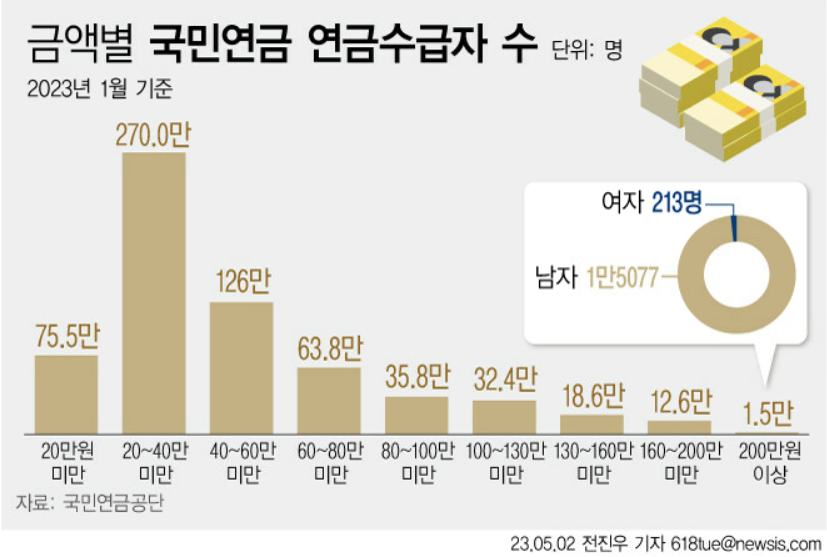 금액별 국민연금 연금수급자 수 단위: 명
2023년 1월 기준
270.0만
여자 213명
남자 1만5077
126만
75.5만
63.8만
35.8만
32.4만
18.6만
12.6만
1.5만
20만원 미만
20~40만 미만
40~60만 미만
60~80만 미만
80~100만 미만
100~130만 미만
130~160만 미만
160~200만 미만
200만원 이상
자료: 국민연금공단
23.05.02 전진우 기자 618tue@newsis.com